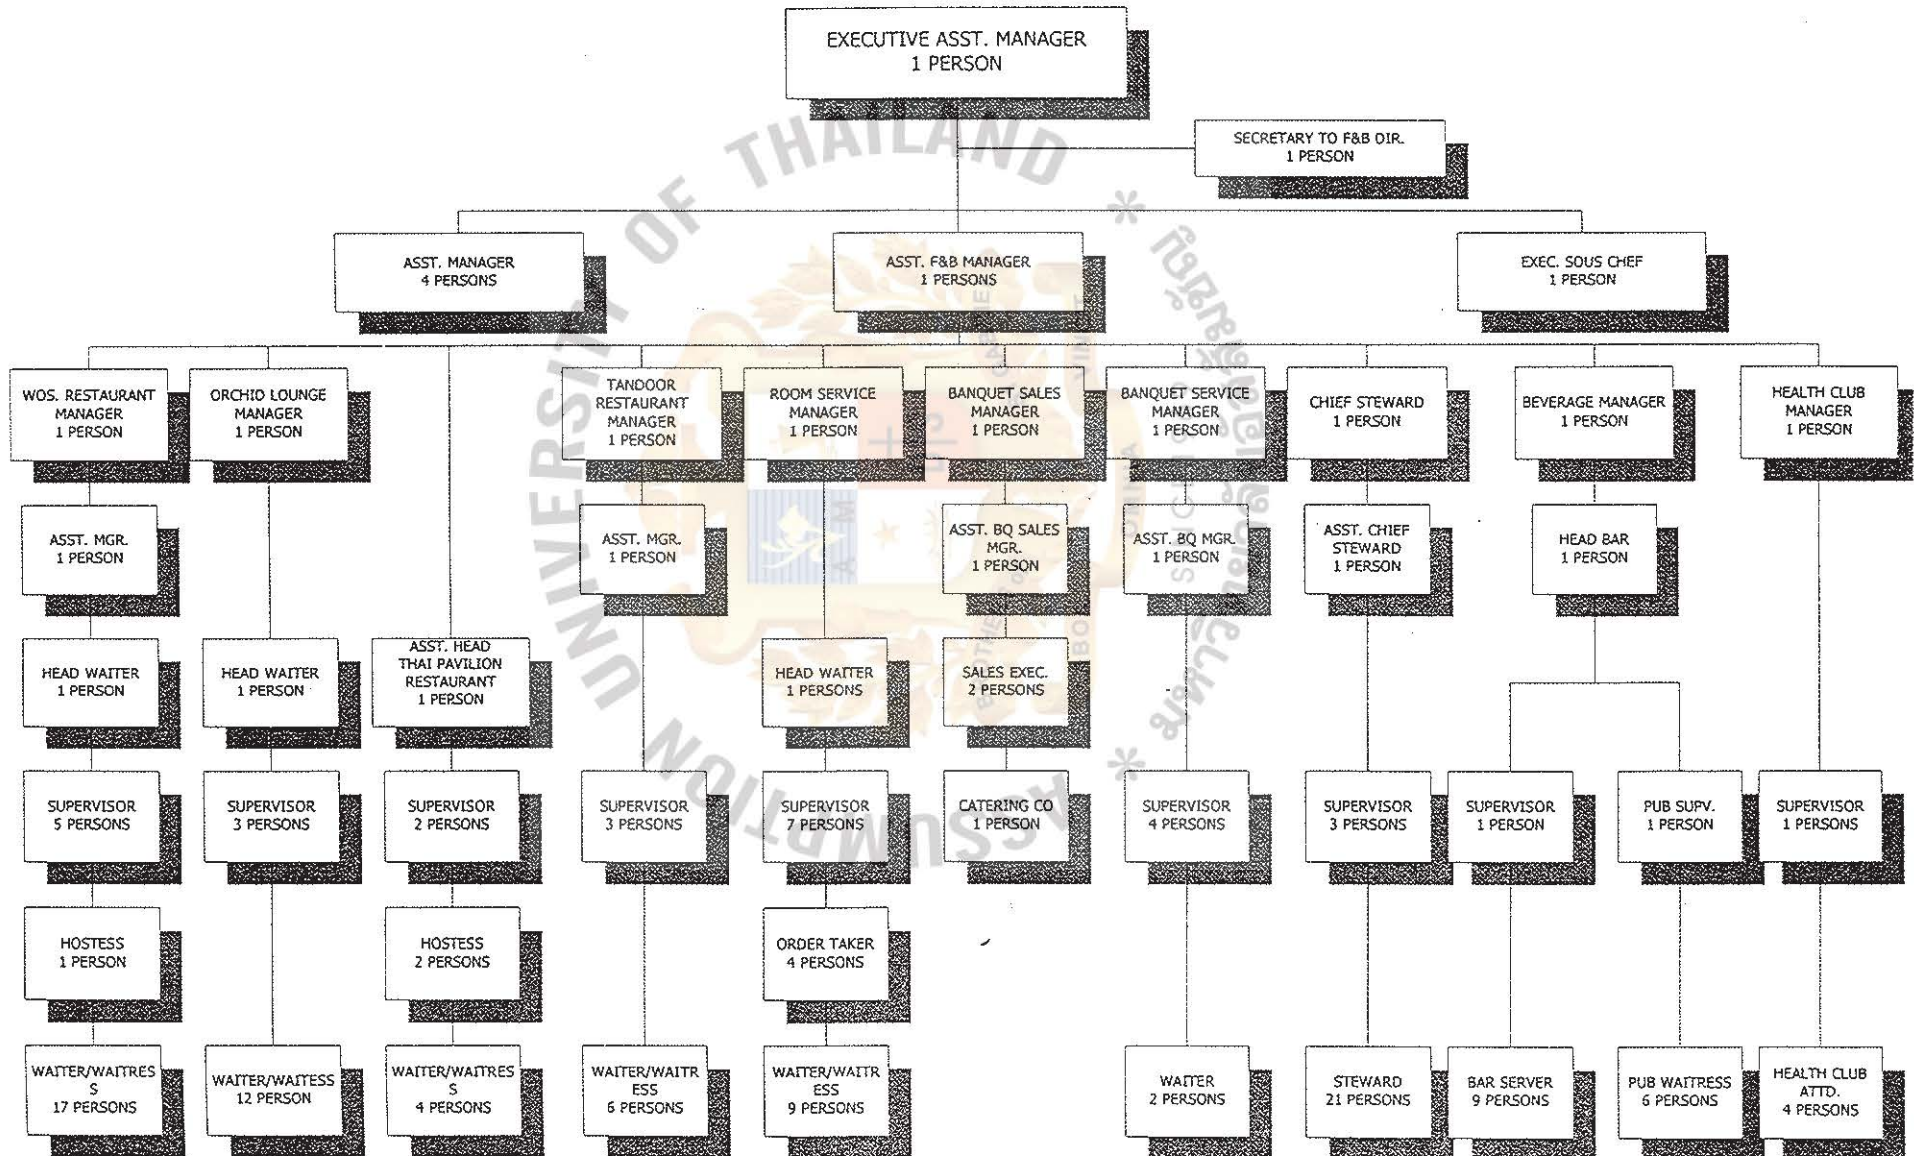 EXECUTIVE ASST. MANAGER
1 PERSON
SECRETARY TO F&B DIR.
1 PERSON
ASST. MANAGER
4 PERSONS
ASST. F&B MANAGER
1 PERSONS
EXEC. SOUS CHEF
1 PERSON
WOS. RESTAURANT
MANAGER
1 PERSON
ORCHID LOUNGE
MANAGER
1 PERSON
TANDOOR
RESTAURANT
MANAGER
1 PERSON
ROOM SERVICE
MANAGER
1 PERSON
BANQUET SALES
MANAGER
1 PERSON
BANQUET SERVICE
MANAGER
1 PERSON
CHIEF STEWARD
1 PERSON
BEVERAGE MANAGER
1 PERSON
HEALTH CLUB
MANAGER
1 PERSON
ASST. MGR.
1 PERSON
ASST. MGR.
1 PERSON
ASST. BQ SALES
MGR.
1 PERSON
ASST. BQ MGR.
1 PERSON
ASST. CHIEF
STEWARD
1 PERSON
HEAD BAR
1 PERSON
HEAD WAITER
1 PERSON
HEAD WAITER
1 PERSON
ASST. HEAD
THAI PAVILION
RESTAURANT
1 PERSON
HEAD WAITER
1 PERSONS
SALES EXEC.
2 PERSONS
SUPERVISOR
5 PERSONS
SUPERVISOR
3 PERSONS
SUPERVISOR
2 PERSONS
SUPERVISOR
3 PERSONS
SUPERVISOR
7 PERSONS
CATERING CO
1 PERSON
SUPERVISOR
4 PERSONS
SUPERVISOR
3 PERSONS
SUPERVISOR
1 PERSON
PUB SUPV.
1 PERSON
SUPERVISOR
1 PERSONS
HOSTESS
1 PERSON
HOSTESS
2 PERSONS
ORDER TAKER
4 PERSONS
WAITER/WAITRES
S
17 PERSONS
WAITER/WAITESS
12 PERSON
WAITER/WAITRES
S
4 PERSONS
WAITER/WAITR
ESS
6 PERSONS
WAITER/WAITR
ESS
9 PERSONS
WAITER
2 PERSONS
STEWARD
21 PERSONS
BAR SERVER
9 PERSONS
PUB WAITRESS
6 PERSONS
HEALTH CLUB
ATTD.
4 PERSONS
ASSUMPTION UNIVERSITY OF THAILAND